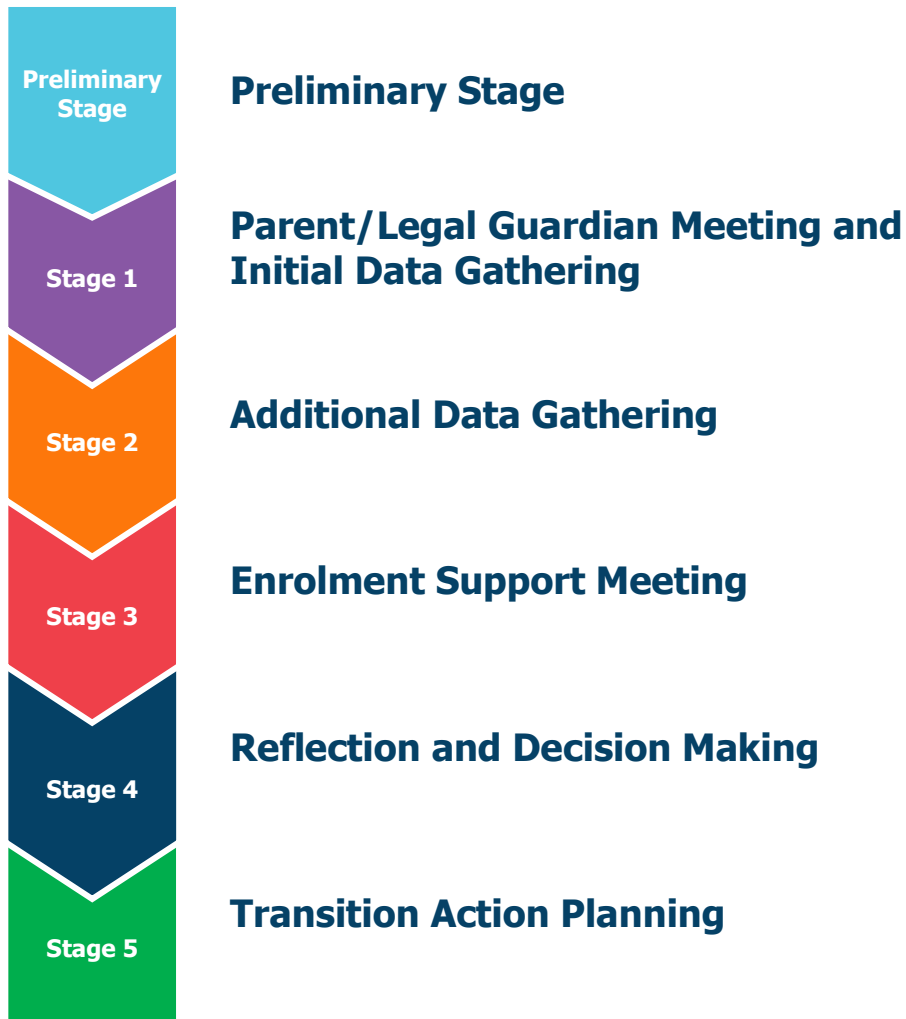 Preliminary
Stage
Preliminary Stage
Stage 1
Parent/Legal Guardian Meeting and
Initial Data Gathering
Stage 2
Additional Data Gathering
Stage 3
Enrolment Support Meeting
Stage 4
Reflection and Decision Making
Stage 5
Transition Action Planning